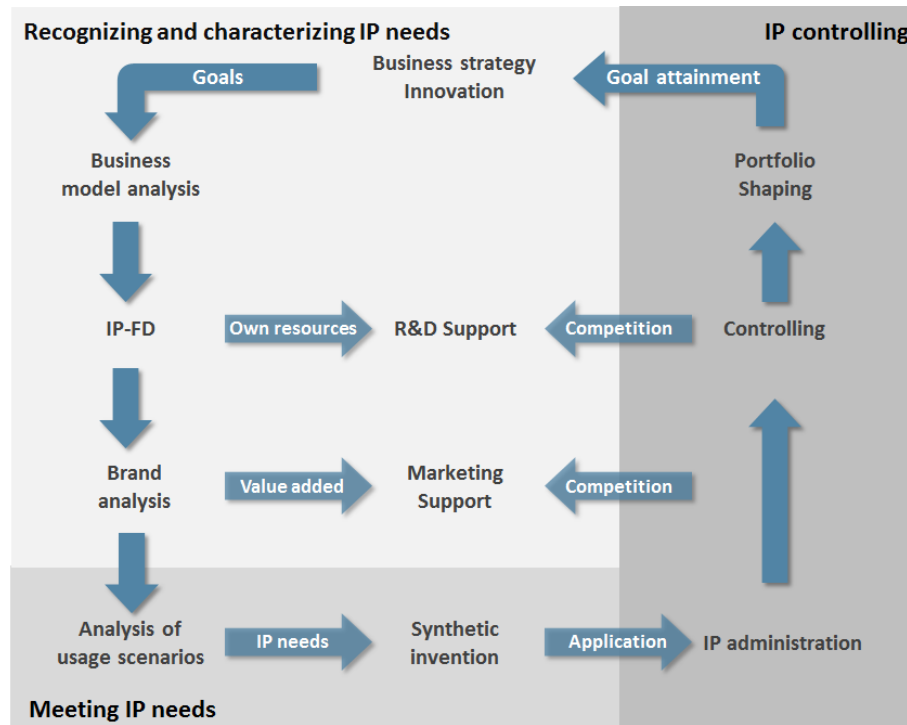 Recognizing and characterizing IP needs
IP controlling
Goals
Business strategy
Innovation
Goal attainment
Business
model analysis
Portfolio
Shaping
IP-FD
Own resources
R&D Support
Competition
Controlling
Brand
analysis
Value added
Marketing
Support
Competition
Analysis of
usage scenarios
IP needs
Synthetic
invention
Application
IP administration
Meeting IP needs